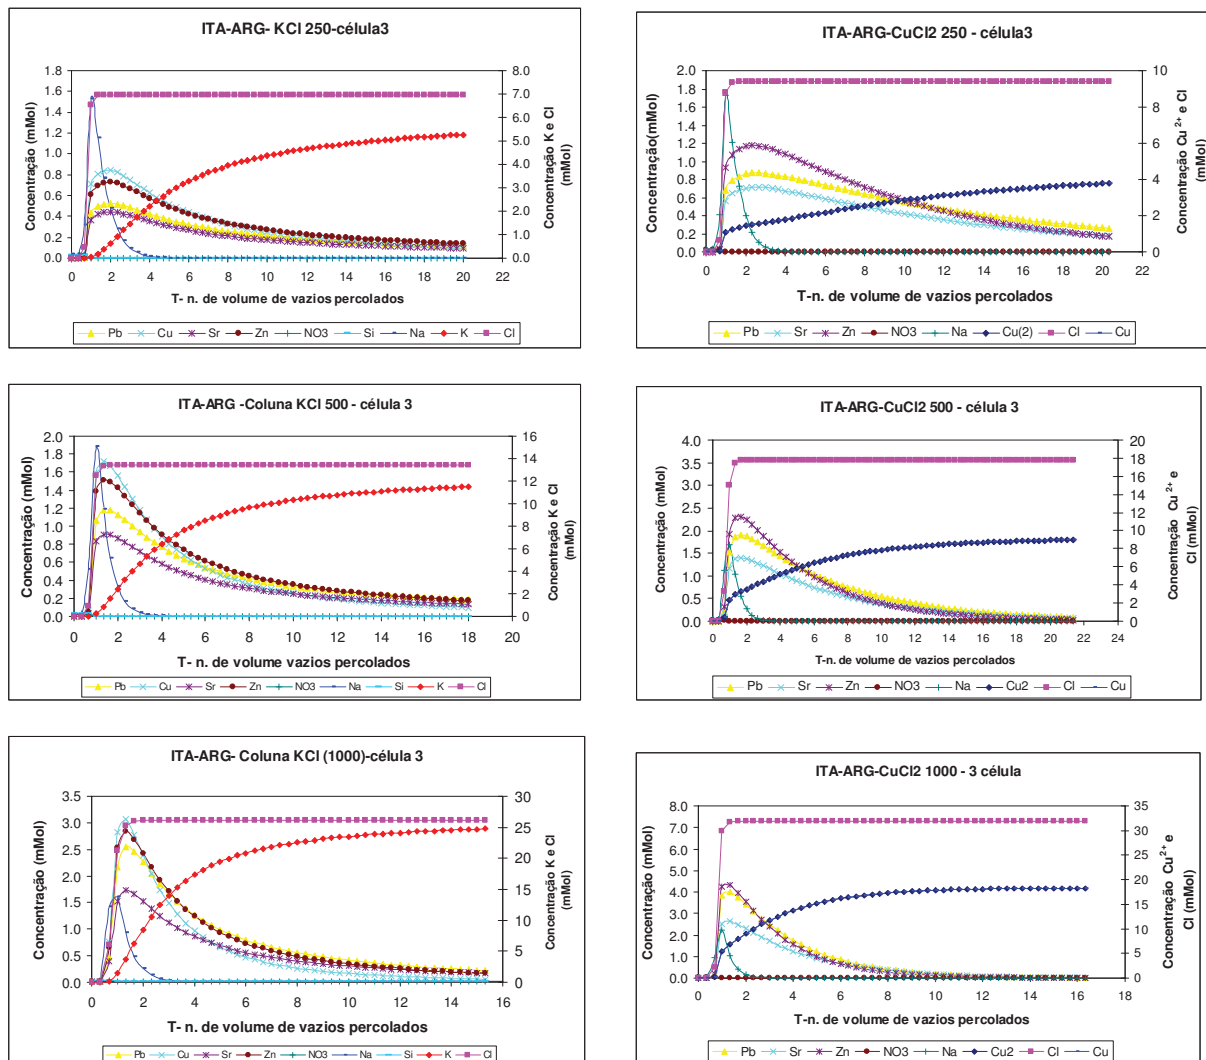 ITA-ARG- KCl 250-célula3
Concentração (mMol)
1.8
1.6
1.4
1.2
1.0
0.8
0.6
0.4
0.2
0.0
8.0
7.0
6.0
5.0
4.0
3.0
2.0
1.0
0.0
Concentração K e Cl
(mMol)
0 2 4 6 8 10 12 14 16 18 20 22
T- n. de volume de vazios percolados
Pb Cu Sr Zn NO3 Si Na K Cl
ITA-ARG-CuCl2 250 - célula3
Concentração(mMol)
2.0
1.8
1.6
1.4
1.2
1.0
0.8
0.6
0.4
0.2
0.0
10
8
6
4
2
0
Concentração Cu 2+ e Cl
(mMol)
0 2 4 6 8 10 12 14 16 18 20 22
T-n. de volume de vazios percolados
Pb Sr Zn NO3 Na Cu(2) Cl Cu
ITA-ARG -Coluna KCl 500 - célula 3
Concentração (mMol)
2.0
1.8
1.6
1.4
1.2
1.0
0.8
0.6
0.4
0.2
0.0
16
14
12
10
8
6
4
2
0
Concentração K e Cl
(mMol)
0 2 4 6 8 10 12 14 16 18 20
T- n. de volume vazios percolados
Pb Cu Sr Zn NO3 Na Si K Cl
ITA-ARG-CuCl2 500 - célula 3
Concentração (mMol)
4.0
3.5
3.0
2.5
2.0
1.5
1.0
0.5
0.0
20
18
16
14
12
10
8
6
4
2
0
Concentração Cu 2+ e
Cl (mMol)
0 2 4 6 8 10 12 14 16 18 20 22 24
T-n. de volume de vazios percolados
Pb Sr Zn NO3 Na Cu2 Cl Cu
ITA-ARG- Coluna KCl (1000)-célula 3
Concentração (mMol)
3.5
3.0
2.5
2.0
1.5
1.0
0.5
0.0
30
25
20
15
10
5
0
Concentração K e Cl
(mMol)
0 2 4 6 8 10 12 14 16
T- n. de volume de vazios percolados
Pb Cu Sr Zn NO3 Na Si K Cl
ITA-ARG-CuCl2 1000 - 3 célula
Concentração (mMol)
8.0
7.0
6.0
5.0
4.0
3.0
2.0
1.0
0.0
35
30
25
20
15
10
5
0
Concentração Cu 2+ e
Cl (mMol)
0 2 4 6 8 10 12 14 16 18
T-n. de volume de vazios percolados
Pb Sr Zn NO3 Na Cu2 Cl Cu